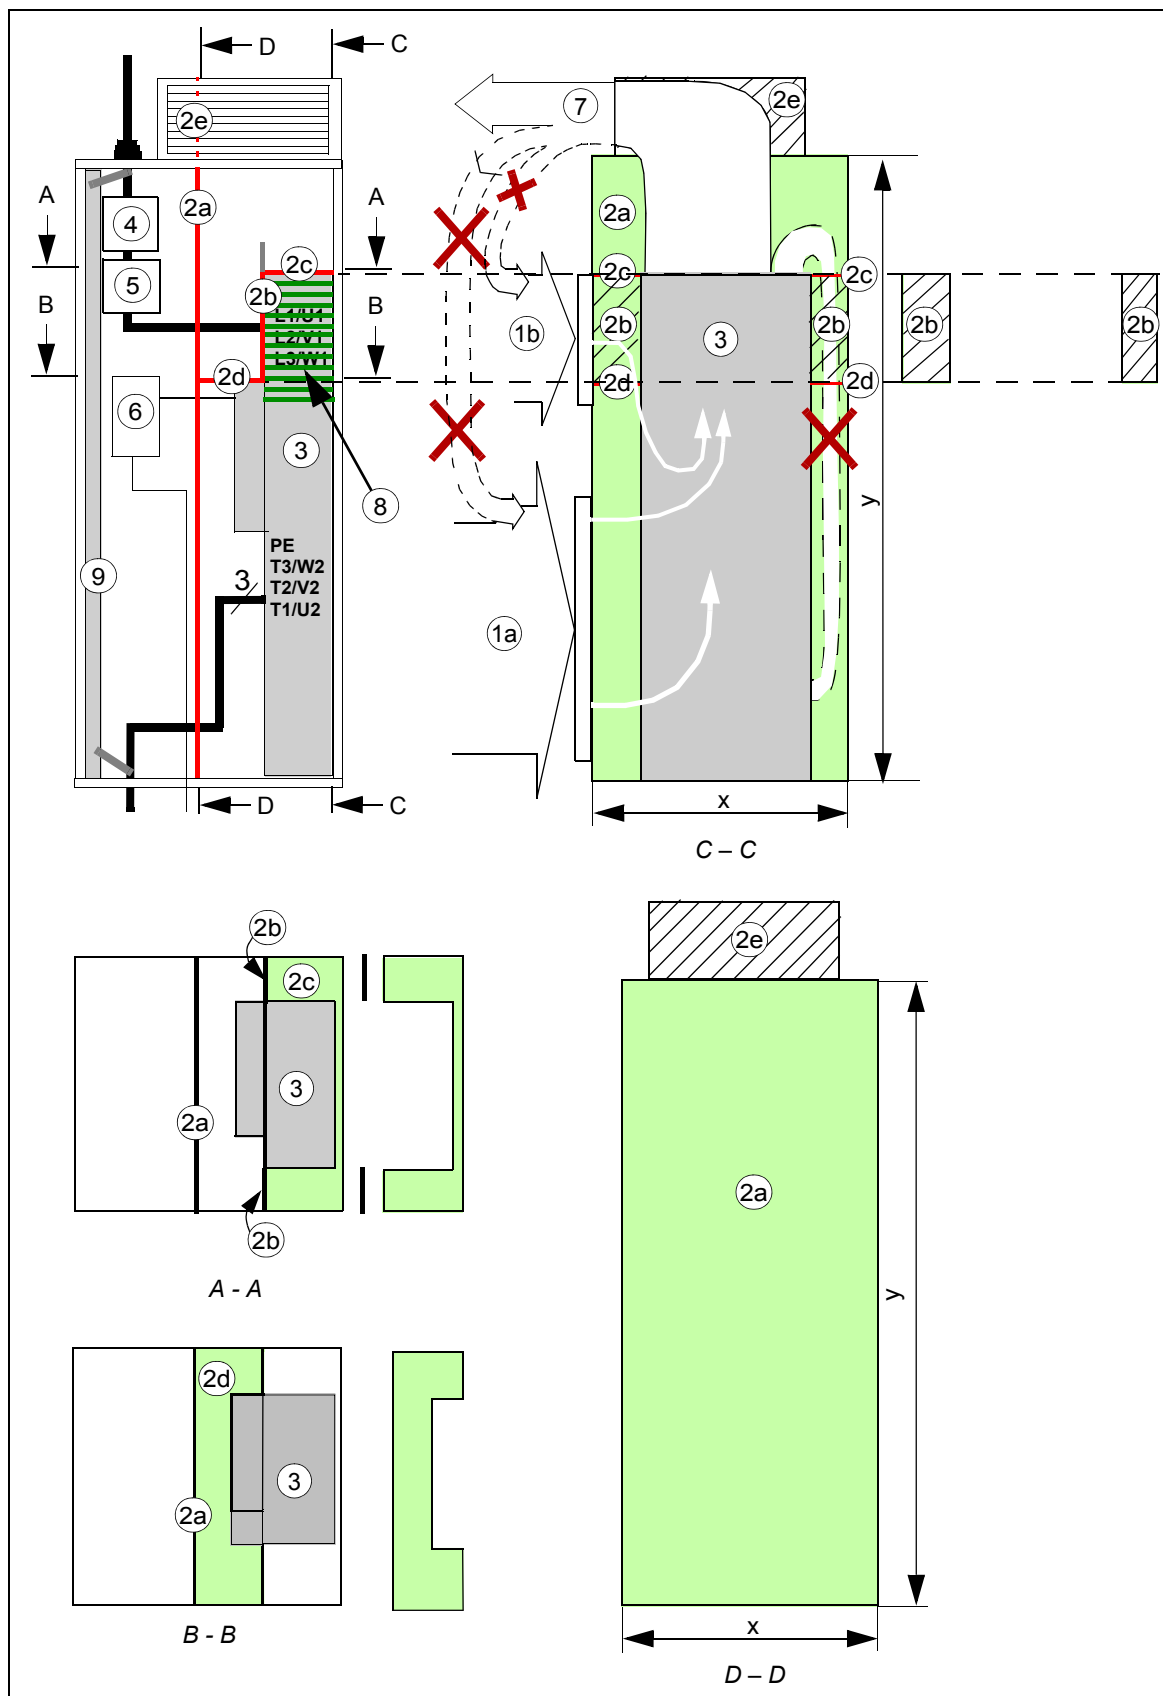 D
C
2e
7
2e
A
4
2a
A
2a
2c
2c
2c
5
2b
L1/U1
L2/V1
L3/W1
B
B
1b
2b
3
2b
2b
2b
2d
2d
2d
6
3
8
y
PE
T3/W2
T2/V2
T1/U2
9
3
1a
D
C
x
C – C
2b
2c
3
2a
2b
A - A
2e
2a
y
2d
3
2a
B - B
x
D – D